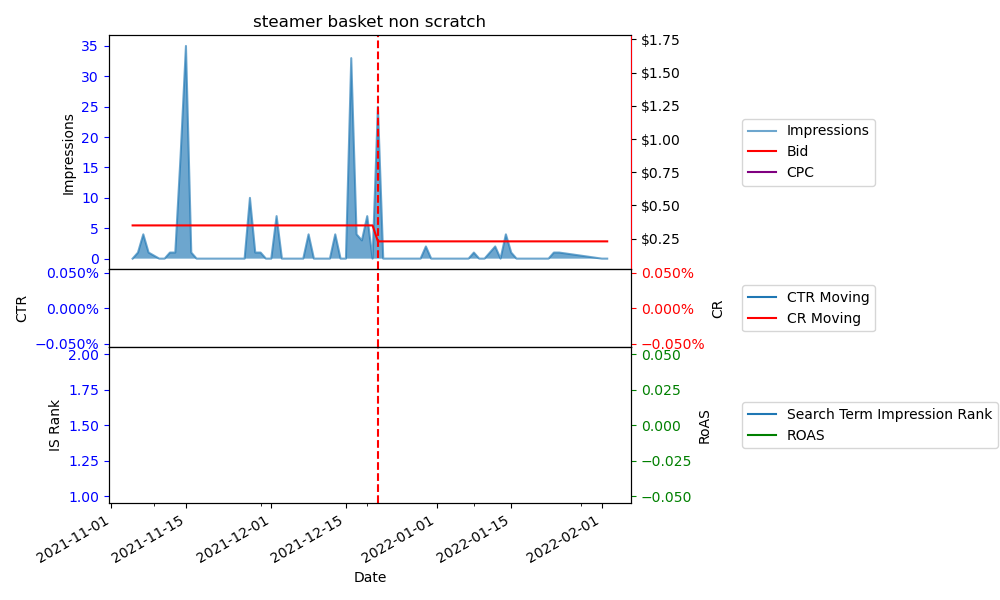 steamer basket non scratch
35
30
25
20
15
10
5
0
Impressions
$1.75
$1.50
$1.25
$1.00
$0.75
$0.50
$0.25
Impressions
Bid
CPC
0.050%
0.000%
−0.050%
CTR
0.050%
0.000%
−0.050%
CR
CTR Moving
CR Moving
2.00
1.75
1.50
1.25
1.00
IS Rank
0.050
0.025
0.000
−0.025
−0.050
RoAS
Search Term Impression Rank
ROAS
2021-11-01
2021-11-15
2021-12-01
2021-12-15
2022-01-01
2022-01-15
2022-02-01
Date